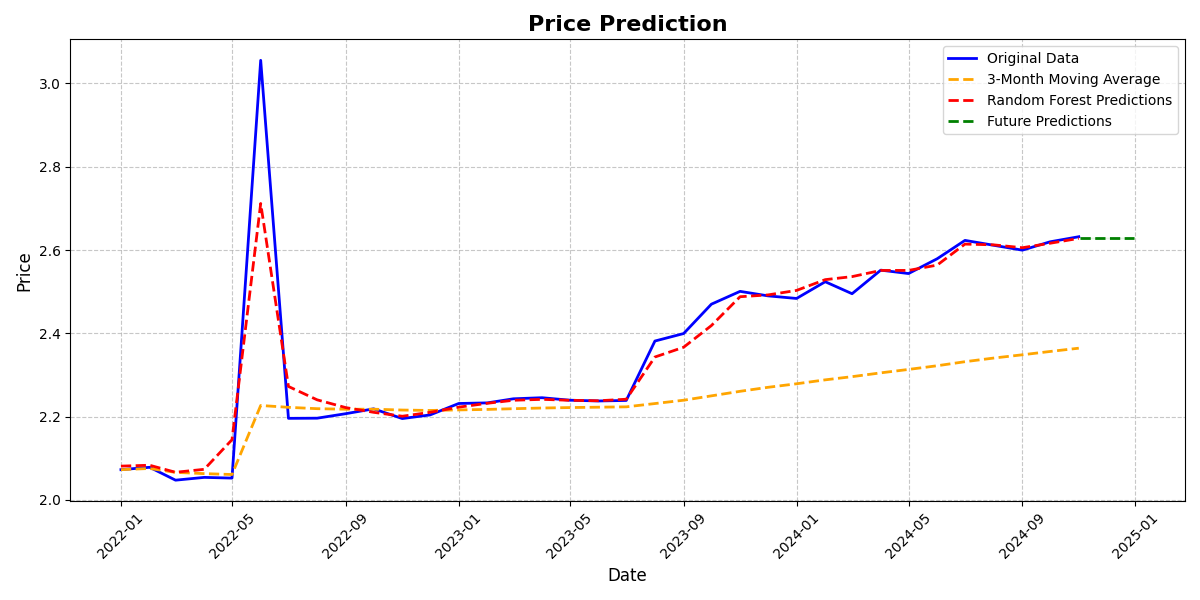 Price Prediction
Original Data
3-Month Moving Average
Random Forest Predictions
Future Predictions
Price
3.0
2.8
2.6
2.4
2.2
2.0
2022-01
2022-05
2022-09
2023-01
2023-05
2023-09
2024-01
2024-05
2024-09
2025-01
Date